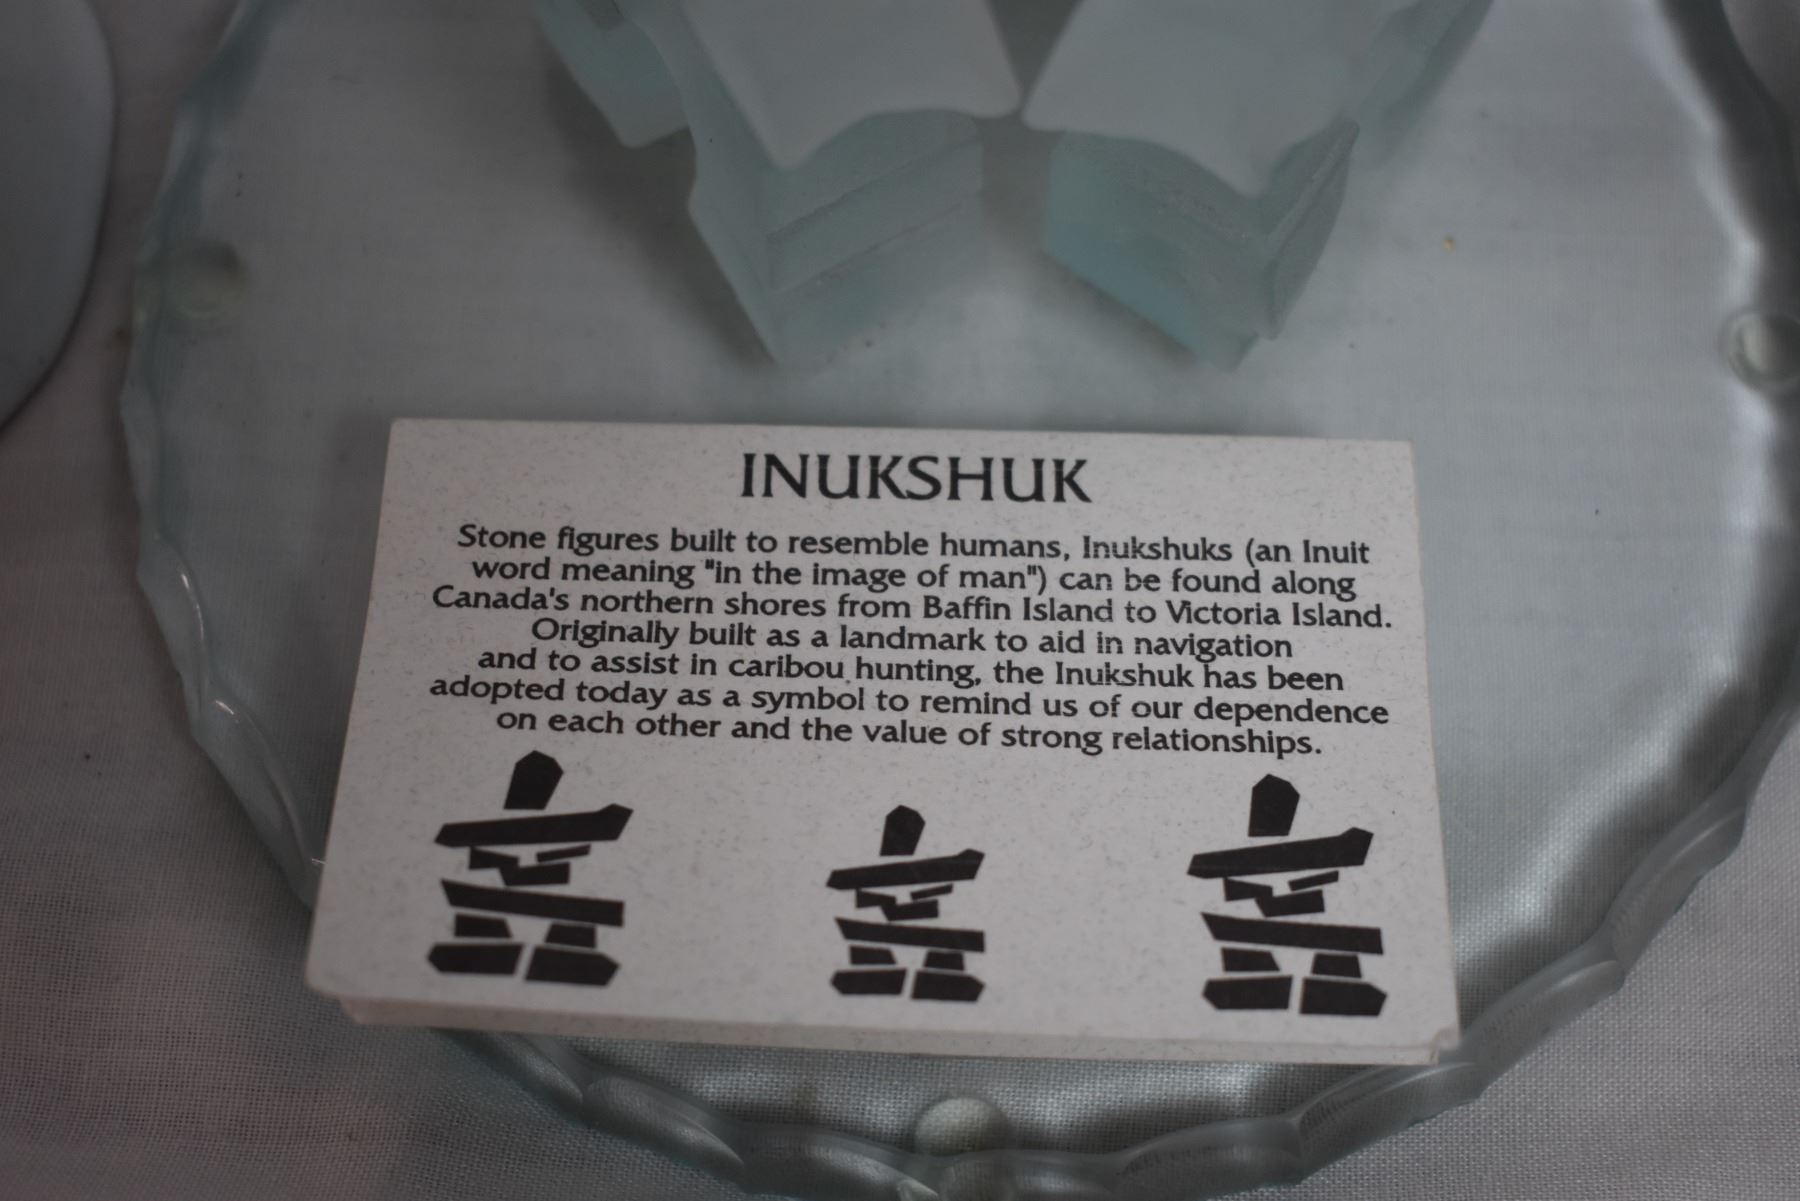 INUKSHUK
Stone figures built to resemble humans, Inukshuks (an Inuit
word meaning "in the image of man") can be found along
Canada's northern shores from Baffin Island to Victoria Island.
Originally built as a landmark to aid in navigation
and to assist in caribou hunting, the Inukshuk has been
adopted today as a symbol to remind us of our dependence
on each other and the value of strong relationships.